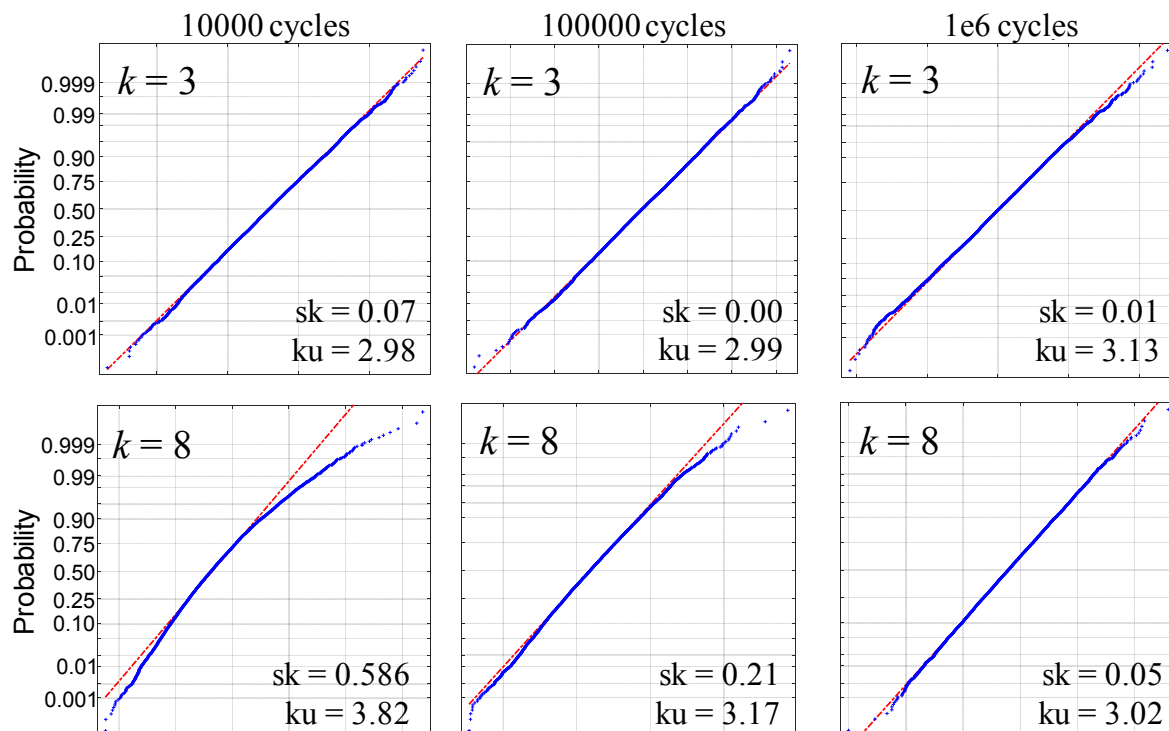 10000 cycles
100000 cycles
1e6 cycles
k = 3
0.999
0.99
0.90
0.75
0.50
0.25
0.10
0.01
0.001
Probability
sk = 0.07
ku = 2.98
k = 3
sk = 0.00
ku = 2.99
k = 3
sk = 0.01
ku = 3.13
k = 8
0.999
0.99
0.90
0.75
0.50
0.25
0.10
0.01
0.001
Probability
sk = 0.586
ku = 3.82
k = 8
sk = 0.21
ku = 3.17
k = 8
sk = 0.05
ku = 3.02